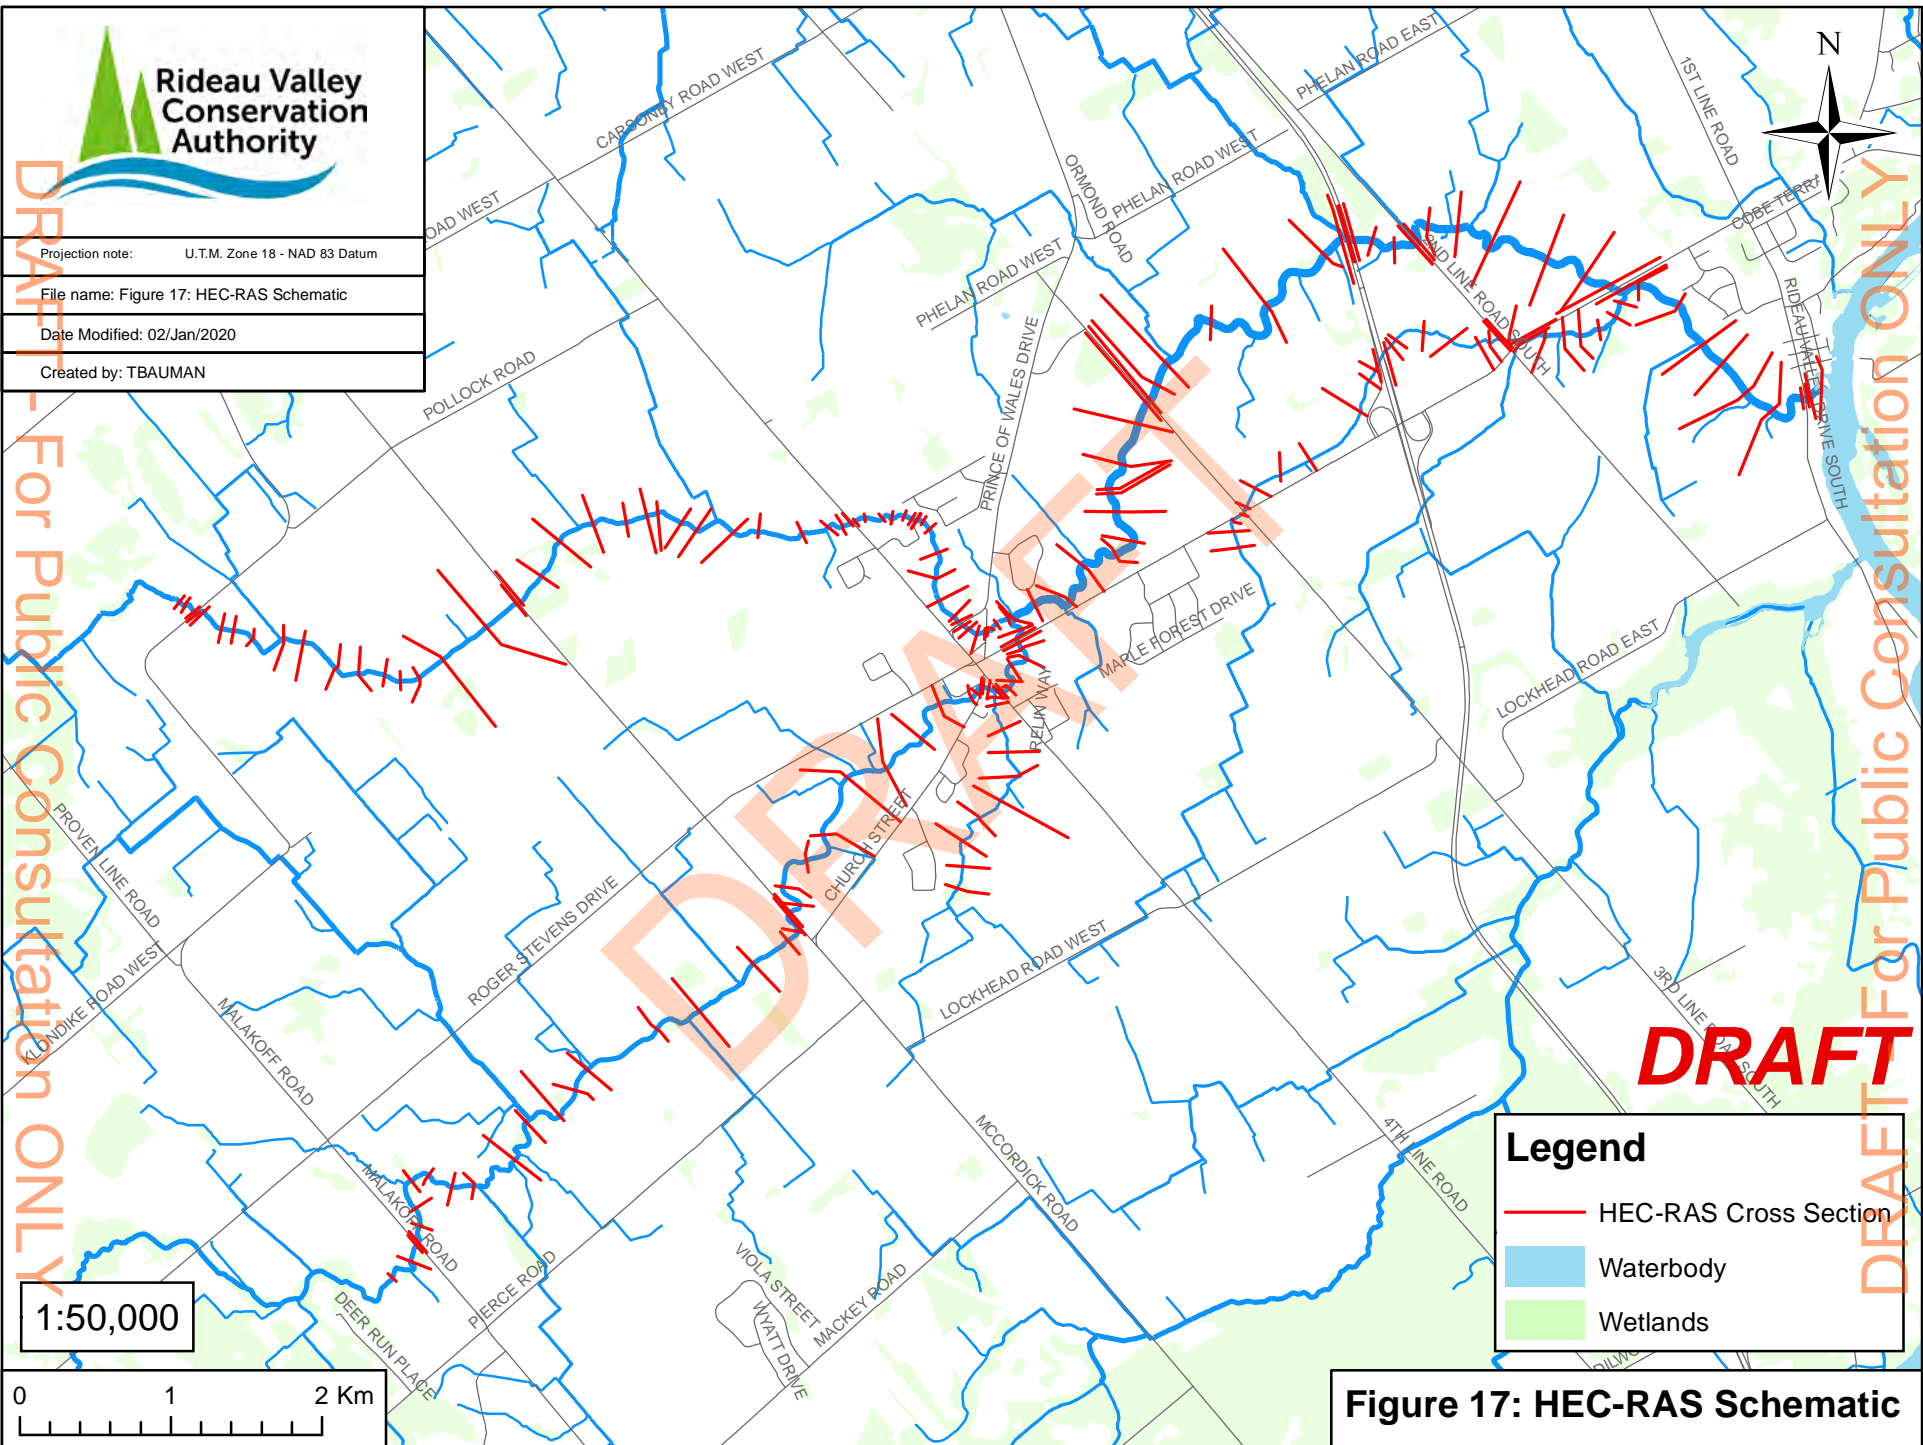 Rideau Valley
Conservation
Authority
Projection note: U.T.M. Zone 18 - NAD 83 Datum
File name: Figure 17: HEC-RAS Schematic
Date Modified: 02/Jan/2020
Created by: TBAUMAN
DRAFT - For Public Consultation ONLY
CARSONBY ROAD WEST
OAD WEST
POLLOCK ROAD
PHELAN ROAD EAST
PHELAN ROAD WEST
PHELAN ROAD WEST
ORMOND ROAD
1ST LINE ROAD
N
COBE TERRA
2ND LINE ROAD SOUTH
RIDEAU VALLEY DRIVE SOUTH
PRINCE OF WALES DRIVE
MARLE FOREST DRIVE
RELIN WAY
LOCKHEAD ROAD EAST
CHURCH STREET
ROGER STEVENS DRIVE
LOCKHEAD ROAD WEST
PROVEN LINE ROAD
KLONDIKE ROAD WEST
MALAKOFF ROAD
MALAKOFF ROAD
DEER RUN PLACE
PIERCE ROAD
VIOLA STREET
WYATT DRIVE
MACKEY ROAD
MCCORDICK ROAD
4TH LINE ROAD
3RD LINE ROAD SOUTH
DILWO
DRAFT
DRAFT
DRAFT - For Public Consultation ONLY
Legend
HEC-RAS Cross Section
Waterbody
Wetlands
1:50,000
0 1 2 Km
Figure 17: HEC-RAS Schematic